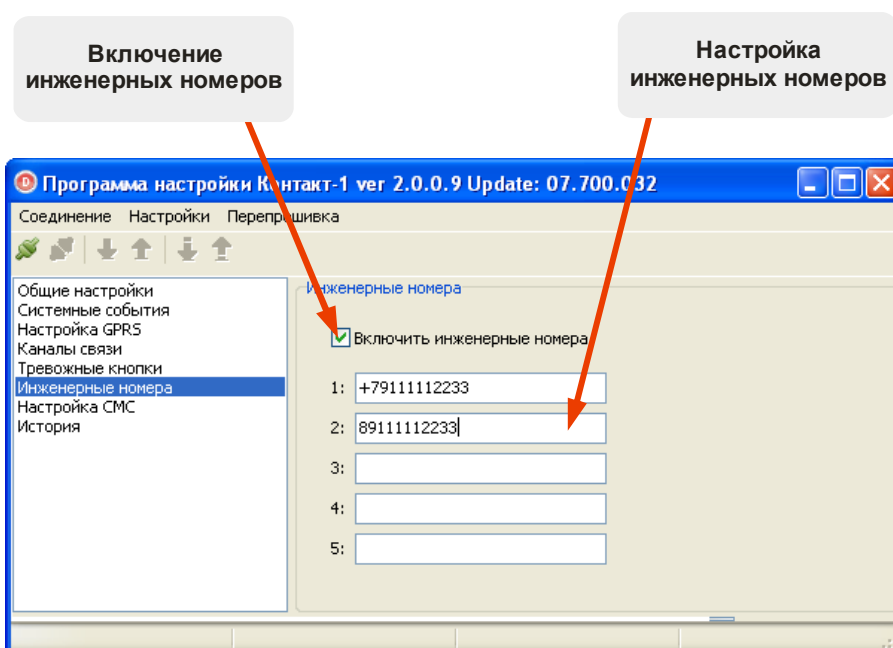 Включение
инженерных номеров
Настройка
инженерных номеров
Программа настройки Контакт-1 ver 2.0.0.9 Update: 07.700.032
Соединение Настройки Перепрошивка
Общие настройки
Системные события
Настройка GPRS
Каналы связи
Тревожные кнопки
Инженерные номера
Настройка СМС
История
Инженерные номера
Включить инженерные номера
1: +79111112233
2: 89111112233
3:
4:
5: